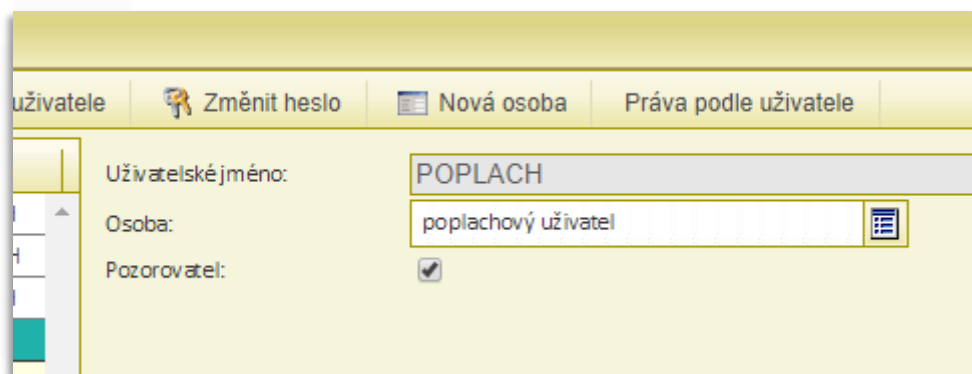 uživatele Změnit heslo Nová osoba Práva podle uživatele
Uživatelské jméno: POPLACH
Osoba: poplachový uživatel
H
Pozorovatel: